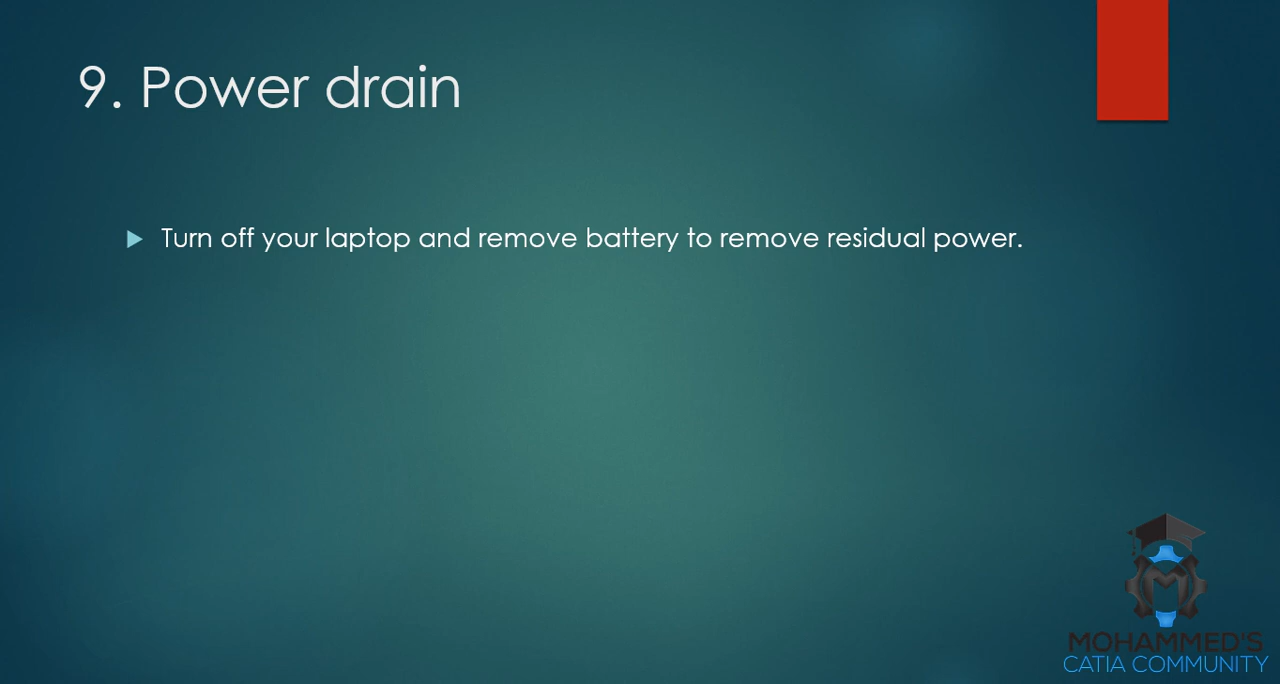 9. Power drain
Turn off your laptop and remove battery to remove residual power.
MOHAMMED'S
CATIA COMMUNITY